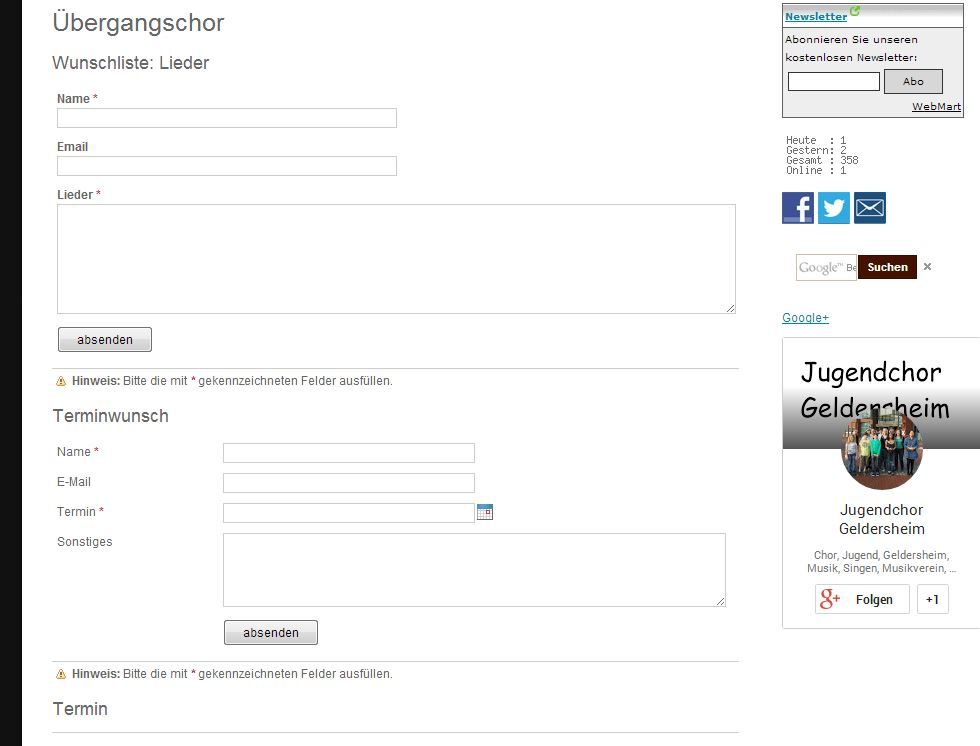 Übergangschor
Wunschliste: Lieder
Name *
Email
Lieder *
absenden
Hinweis: Bitte die mit * gekennzeichneten Felder ausfüllen.
Terminwunsch
Name *
E-Mail
Termin *
Sonstiges
absenden
Hinweis: Bitte die mit * gekennzeichneten Felder ausfüllen.
Termin
Newsletter
Abonnieren Sie unseren
kostenlosen Newsletter:
Abo
WebMart
Heute : 1
Gestern: 2
Gesamt : 358
Online : 1
Google™ Be Suchen ×
Google+
Jugendchor
Geldersheim
Jugendchor
Geldersheim
Chor, Jugend, Geldersheim,
Musik, Singen, Musikverein, ...
g+ Folgen +1